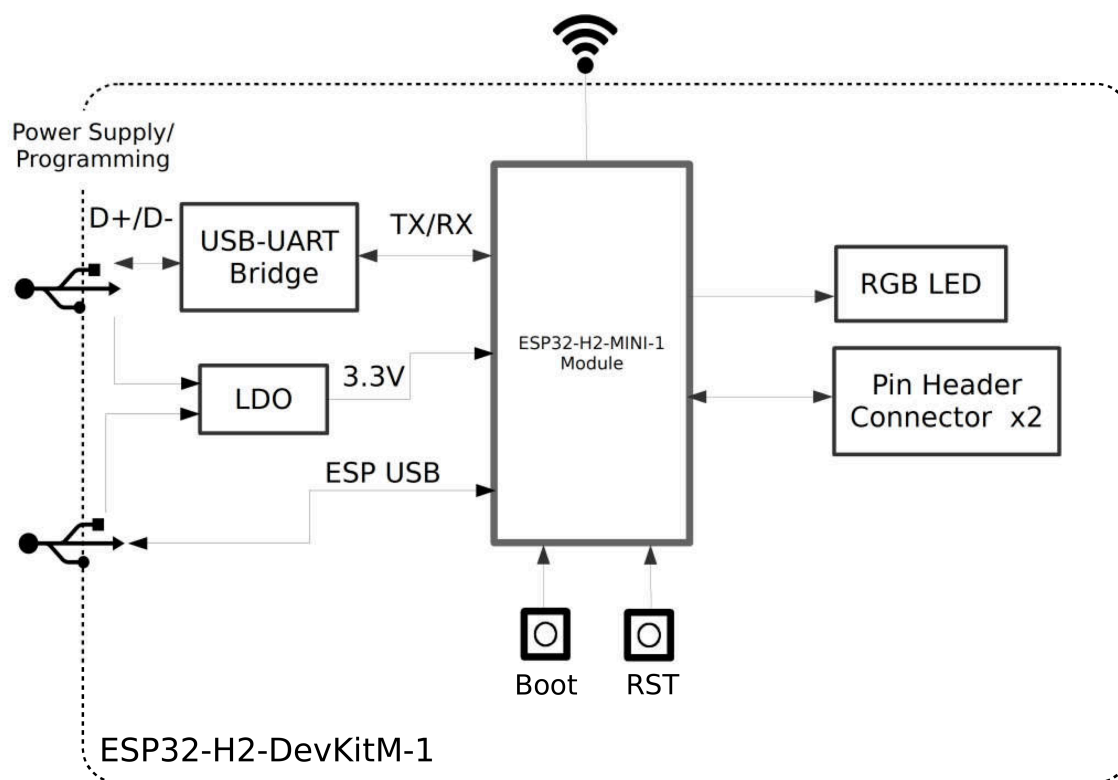 Power Supply/
Programming
D+/D-
USB-UART
Bridge
TX/RX
LDO
3.3V
ESP USB
ESP32-H2-MINI-1
Module
RGB LED
Pin Header
Connector x2
Boot
RST
ESP32-H2-DevKitM-1